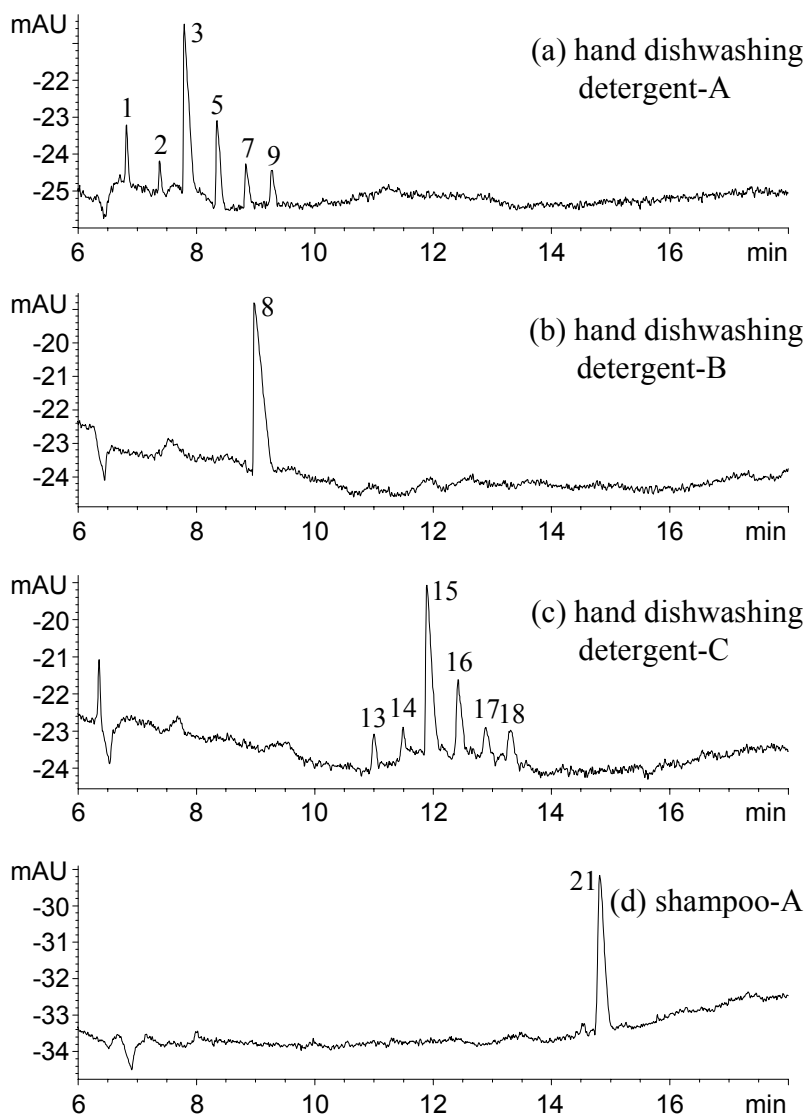 mAU
(a) hand dishwashing
detergent-A
1
2
3
5
7
9
-22
-23
-24
-25
6 8 10 12 14 16 min
mAU
(b) hand dishwashing
detergent-B
8
-20
-21
-22
-23
-24
6 8 10 12 14 16 min
mAU
(c) hand dishwashing
detergent-C
13
14
15
16
17
18
-20
-21
-22
-23
-24
6 8 10 12 14 16 min
mAU
21
(d) shampoo-A
-30
-31
-32
-33
-34
6 8 10 12 14 16 min